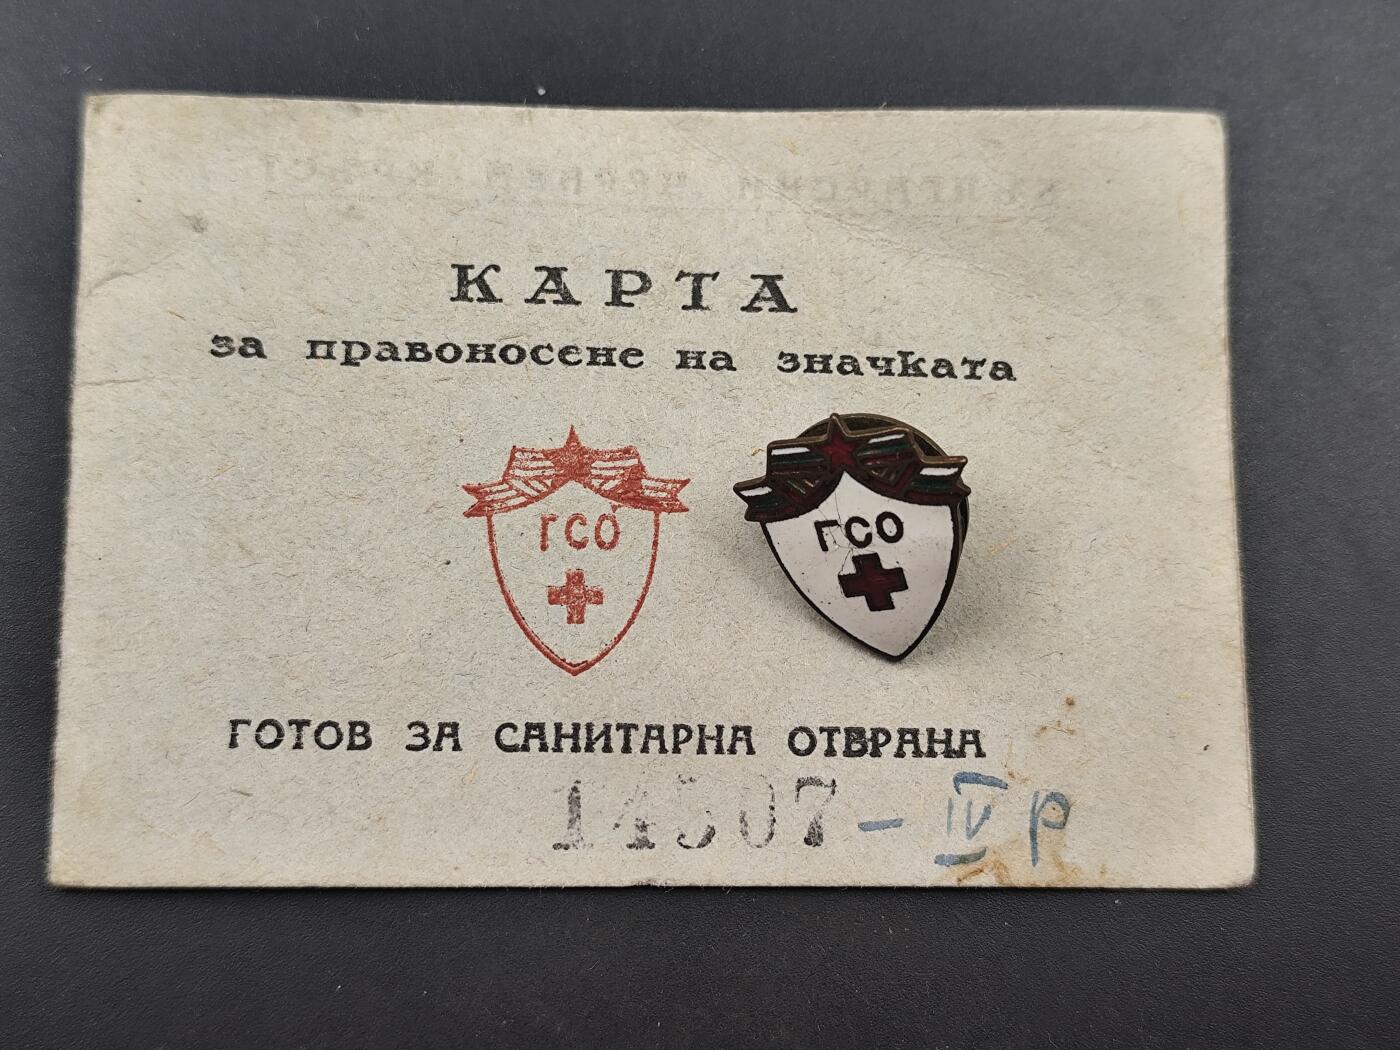 КАРТА
за правоносене на значката
ГСО
ГСО
ГОТОВ ЗА САНИТАРНА ОТБРАНА
14507 - IV р